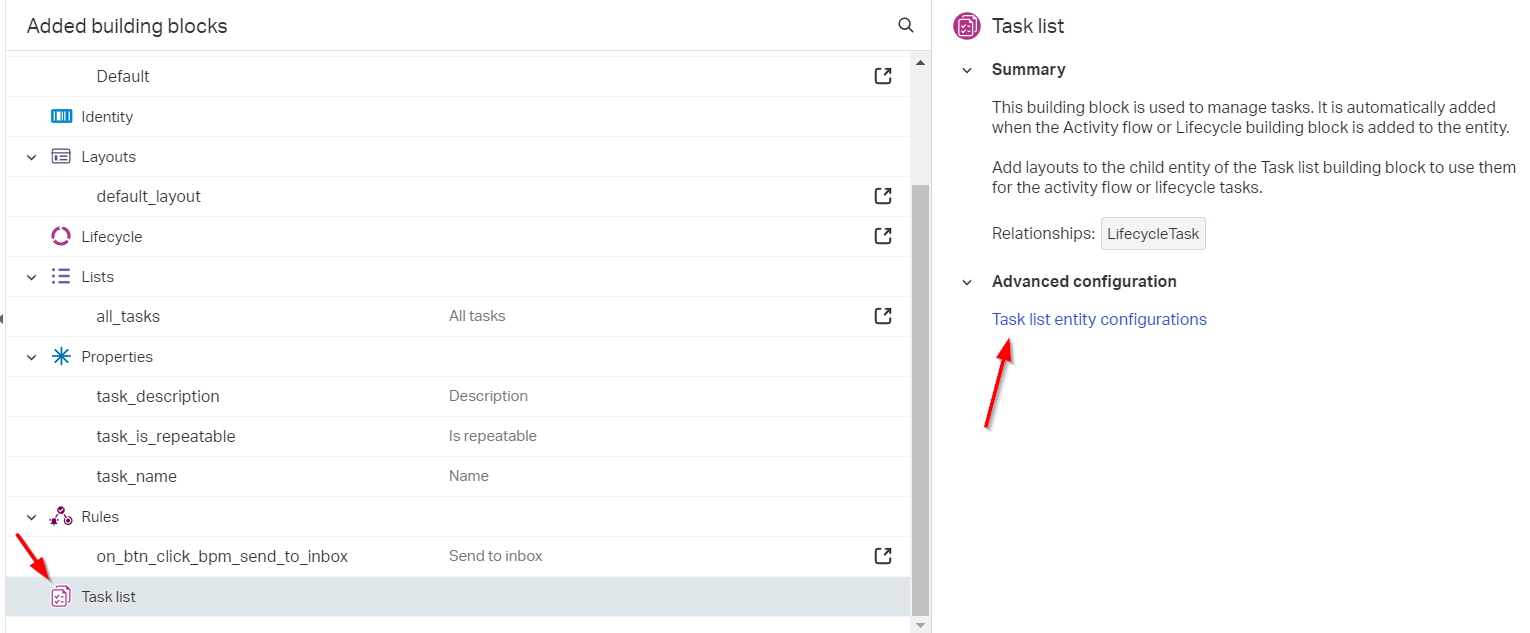 Added building blocks
Default
Identity
Layouts
default_layout
Lifecycle
Lists
all_tasks All tasks
Properties
task_description Description
task_is_repeatable Is repeatable
task_name Name
Rules
on_btn_click_bpm_send_to_inbox Send to inbox
Task list
Task list
Summary
This building block is used to manage tasks. It is automatically added
when the Activity flow or Lifecycle building block is added to the entity.
Add layouts to the child entity of the Task list building block to use them
for the activity flow or lifecycle tasks.
Relationships: LifecycleTask
Advanced configuration
Task list entity configurations